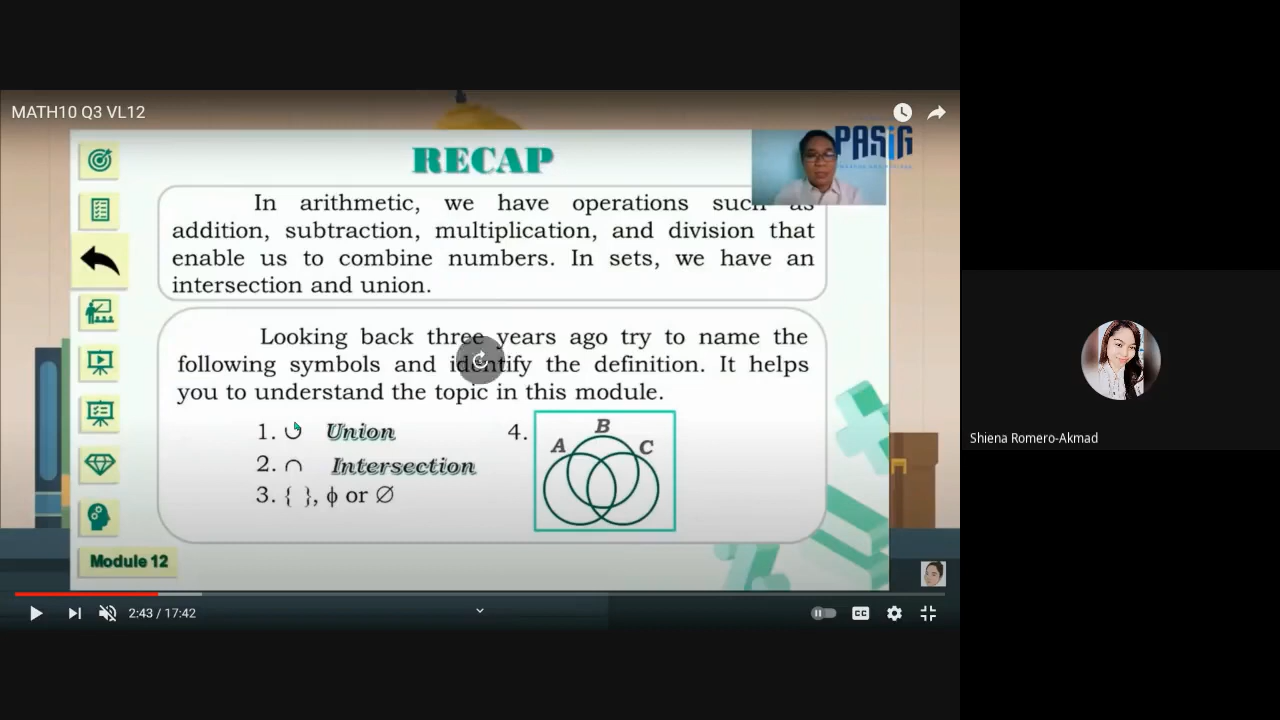 MATH10 Q3 VL12
PASIG
RECAP
In arithmetic, we have operations such as
addition, subtraction, multiplication, and division that
enable us to combine numbers. In sets, we have an
intersection and union.
Looking back three years ago try to name the
following symbols and identify the definition. It helps
you to understand the topic in this module.
1. ∪ Union
2. ∩ Intersection
3. { }, ϕ or ∅
4.
B
A
C
Module 12
2:43 / 17:42
CC
Shiena Romero-Akmad